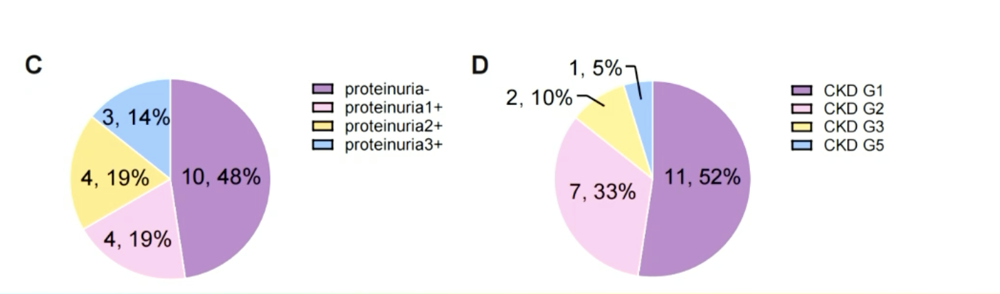 C
proteinuria-
proteinuria1+
proteinuria2+
proteinuria3+
3, 14%
4, 19%
10, 48%
4, 19%
D
1, 5%
2, 10%
11, 52%
7, 33%
CKD G1
CKD G2
CKD G3
CKD G5